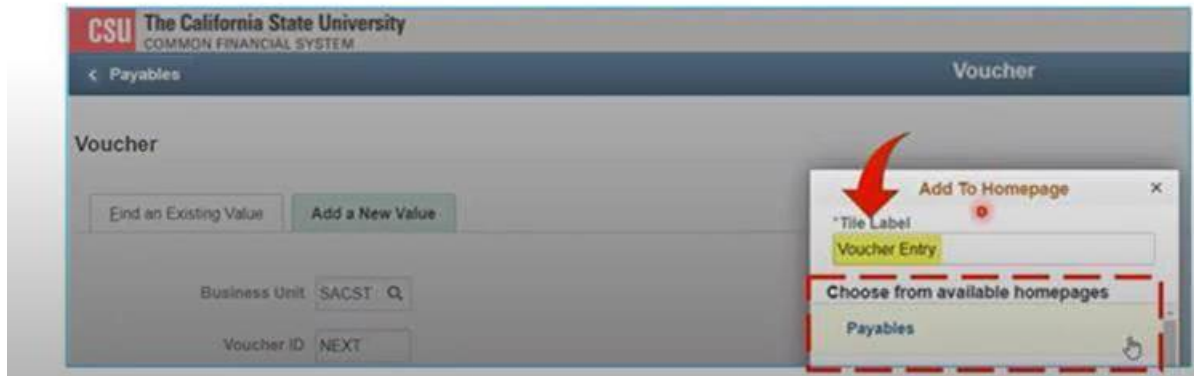 CSU The California State University
COMMON FINANCIAL SYSTEM
< Payables
Voucher
Voucher
Find an Existing Value
Add a New Value
Business Unit SACST
Voucher ID NEXT
Add To Homepage ×
*Tile Label
Voucher Entry
Choose from available homepages
Payables